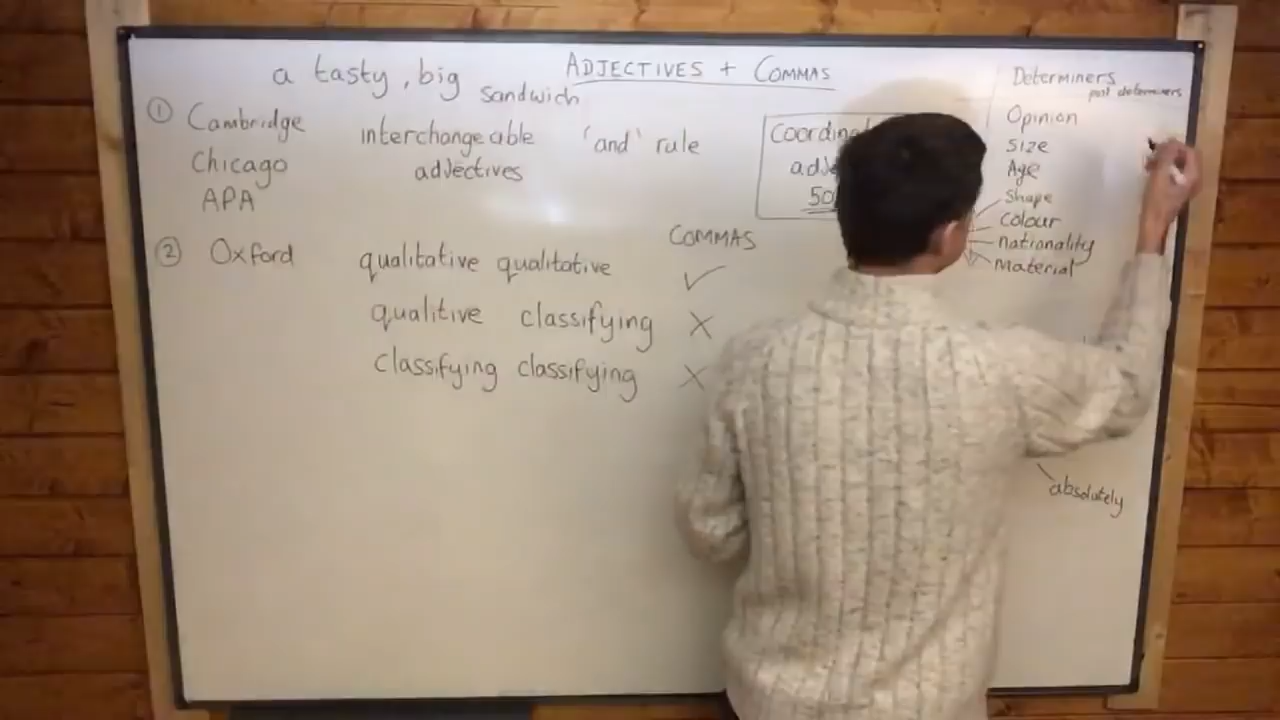 ADJECTIVES + COMMAS
a tasty, big sandwich
① Cambridge
Chicago
APA
interchangeable
adjectives
'and' rule
② Oxford
COMMAS
qualitative qualitative ✓
qualitive classifying X
classifying classifying X
Determiners
post determiners
Opinion
Size
Age
Shape
Colour
nationality
Material
absolutely